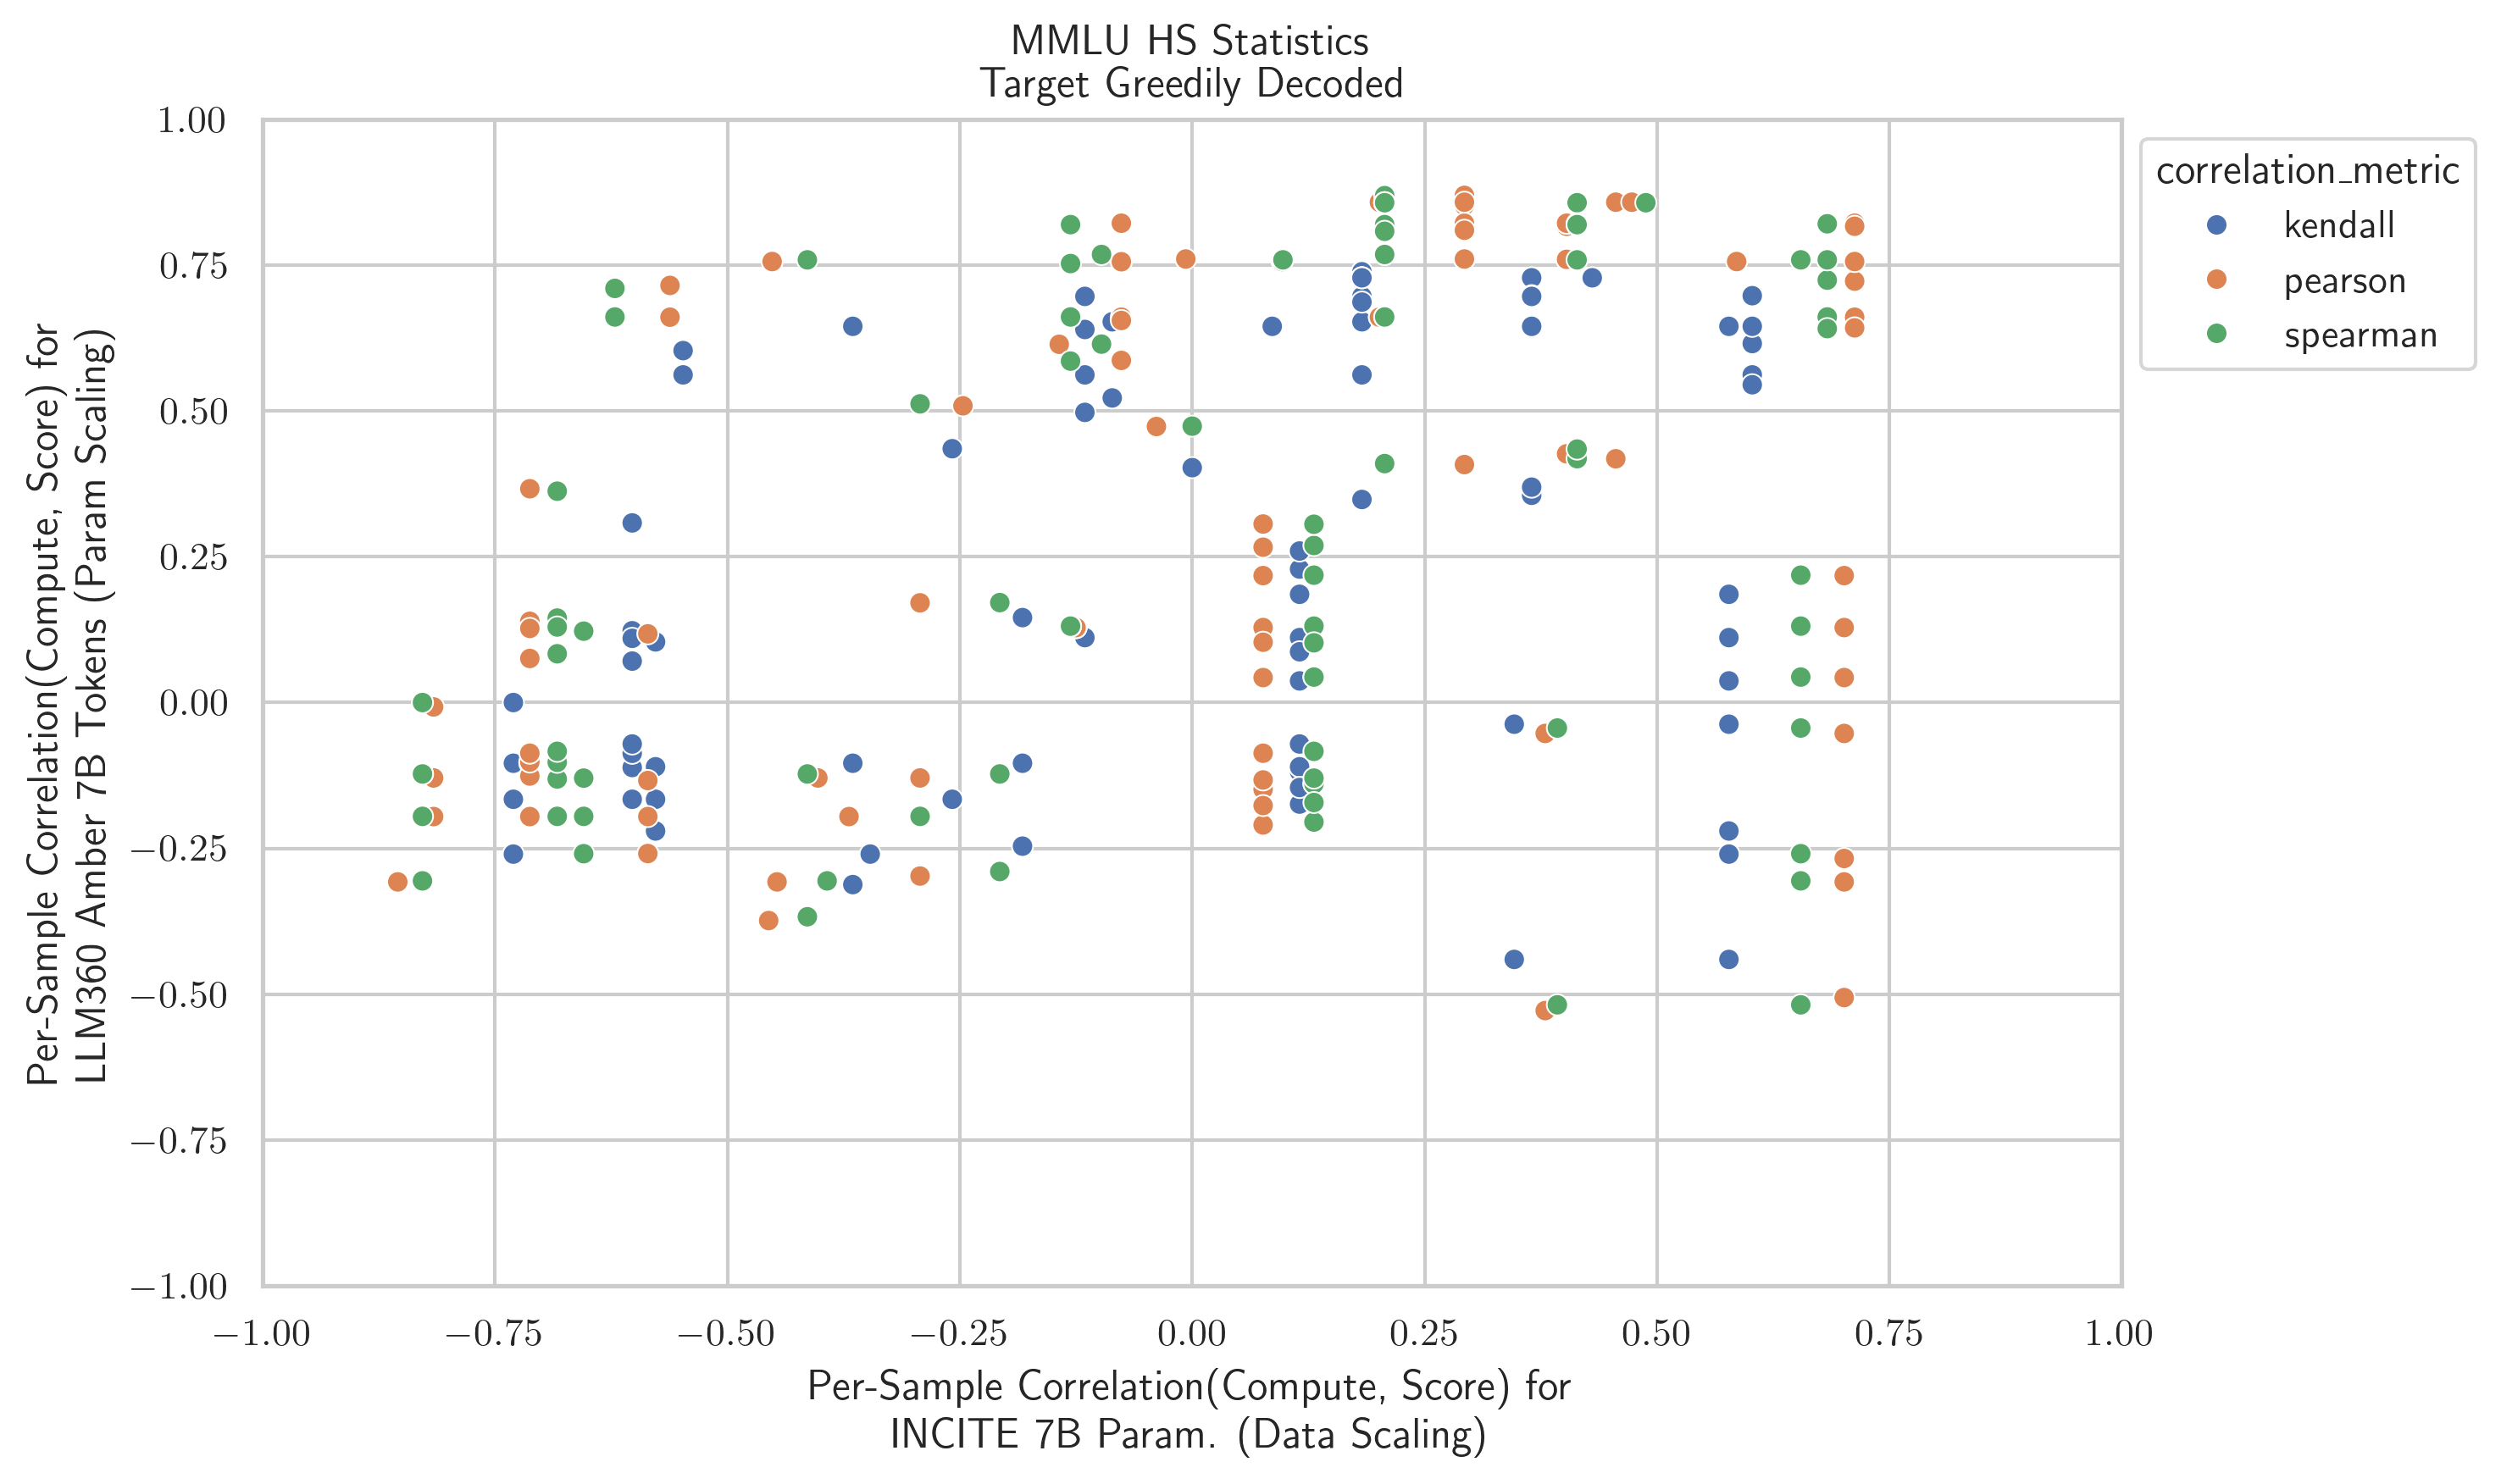 MMLU HS Statistics
Target Greedily Decoded
Per-Sample Correlation(Compute, Score) for
LLM360 Amber 7B Tokens (Param Scaling)
1.00
0.75
0.50
0.25
0.00
−0.25
−0.50
−0.75
−1.00
−1.00 −0.75 −0.50 −0.25 0.00 0.25 0.50 0.75 1.00
Per-Sample Correlation(Compute, Score) for
INCITE 7B Param. (Data Scaling)
correlation_metric
kendall
pearson
spearman